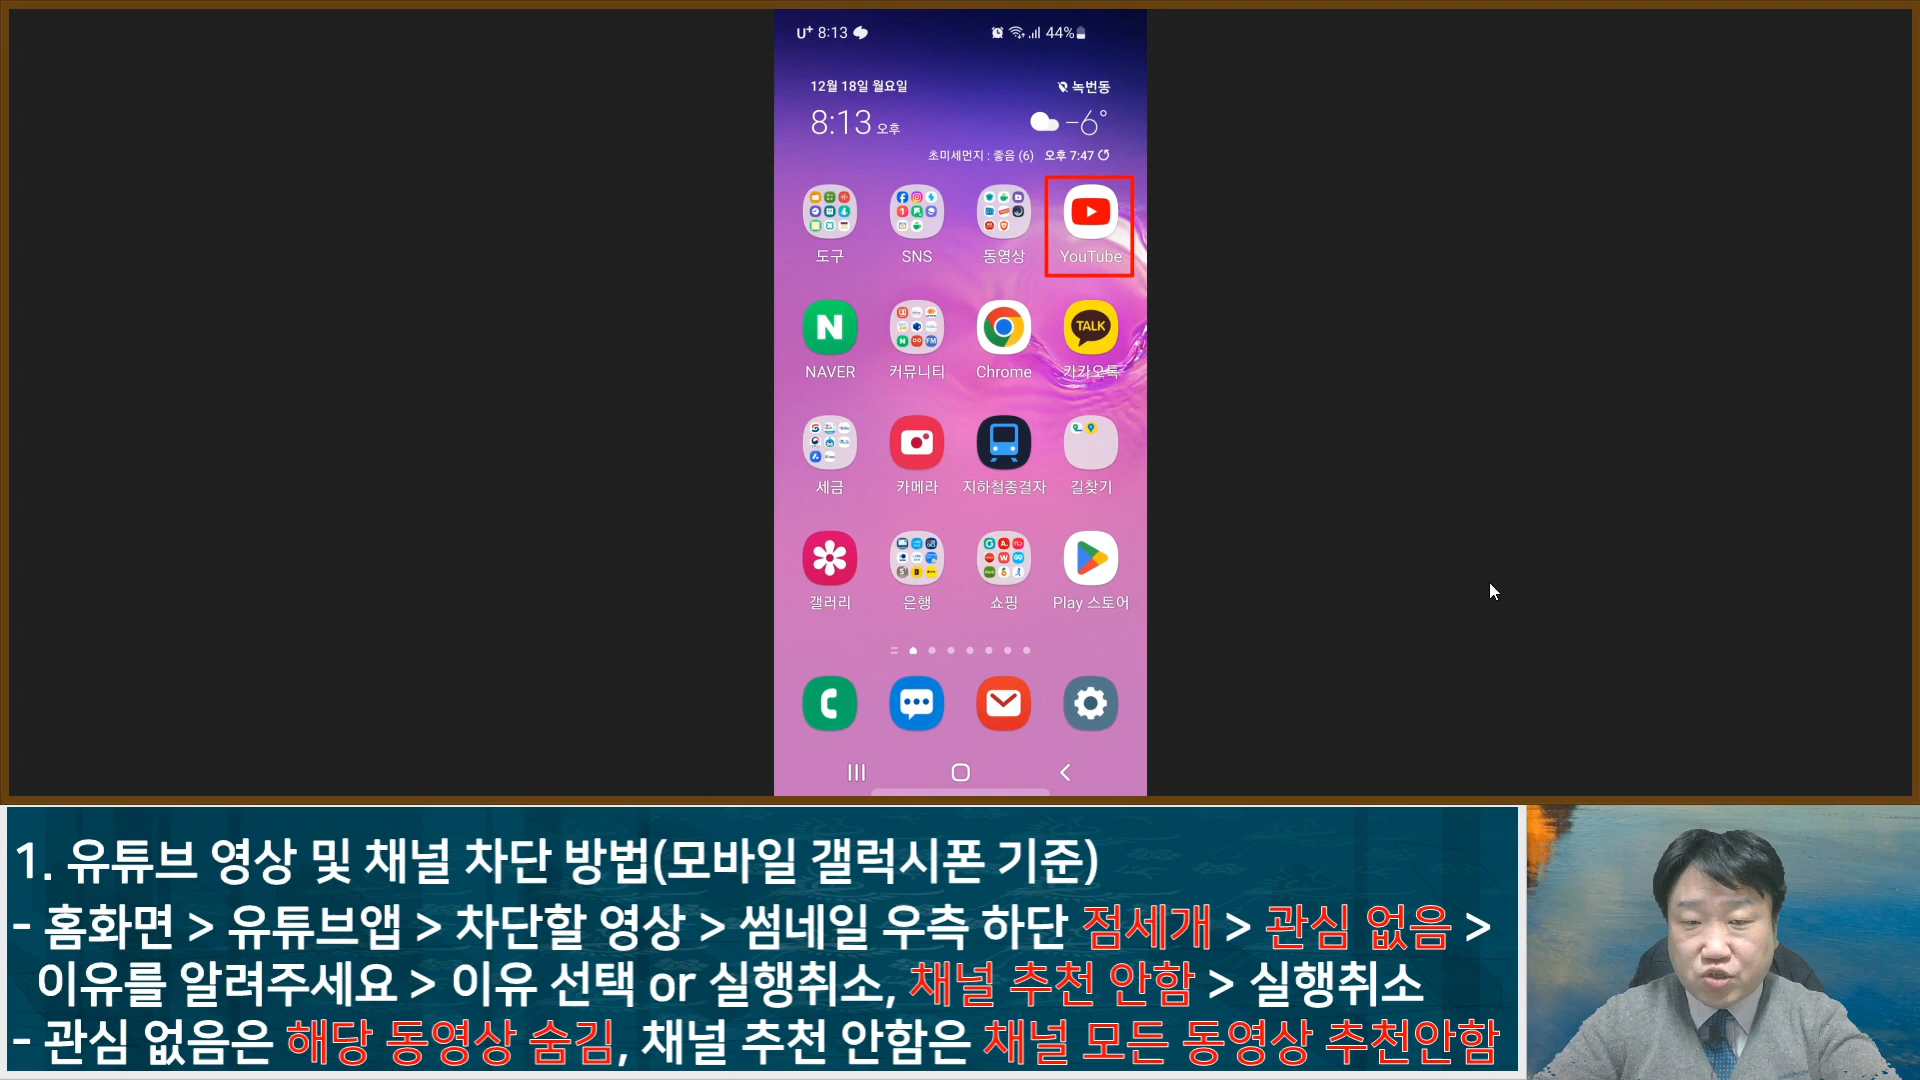 U+ 8:13
44%
12월 18일 월요일
녹번동
8:13 오후
-6°
초미세먼지 : 좋음 (6) 오후 7:47
도구 SNS 동영상 YouTube
NAVER 커뮤니티 Chrome 카카오톡
TALK
세금 카메라 지하철종결자 길찾기
갤러리 은행 쇼핑 Play 스토어
1. 유튜브 영상 및 채널 차단 방법(모바일 갤럭시폰 기준)
- 홈화면 > 유튜브앱 > 차단할 영상 > 썸네일 우측 하단 점세개 > 관심 없음 >
이유를 알려주세요 > 이유 선택 or 실행취소, 채널 추천 안함 > 실행취소
- 관심 없음은 해당 동영상 숨김, 채널 추천 안함은 채널 모든 동영상 추천안함